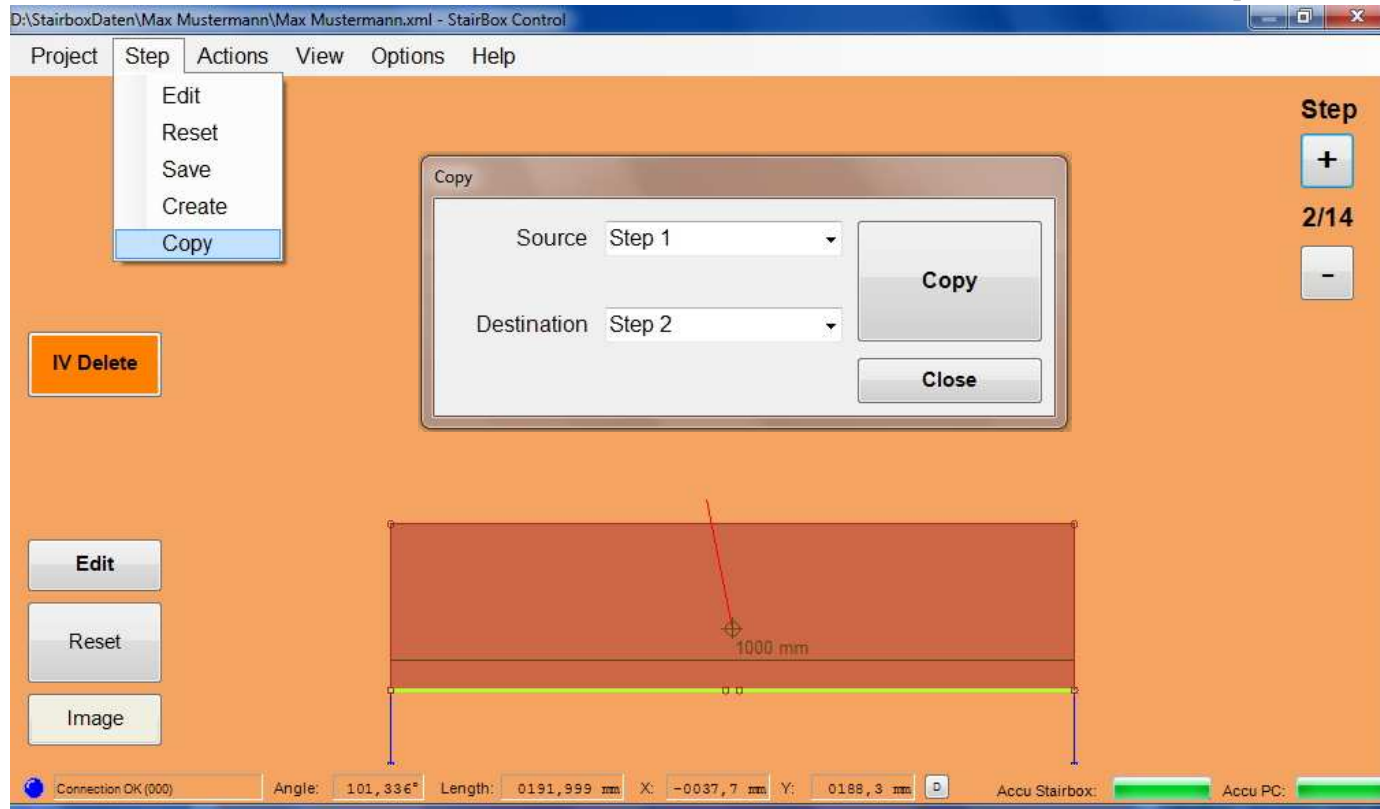 D:\StairboxDaten\Max Mustermann\Max Mustermann.xml - StairBox Control
Project Step Actions View Options Help
Edit
Reset
Save
Create
Copy
Step
+
2/14
-
Copy
Source Step 1
Destination Step 2
Copy
Close
IV Delete
Edit
Reset
Image
1000 mm
Connection OK (000) Angle: 101,336° Length: 0191,999 mm X: -0037,7 mm Y: 0188,3 mm D Accu Stairbox: Accu PC: